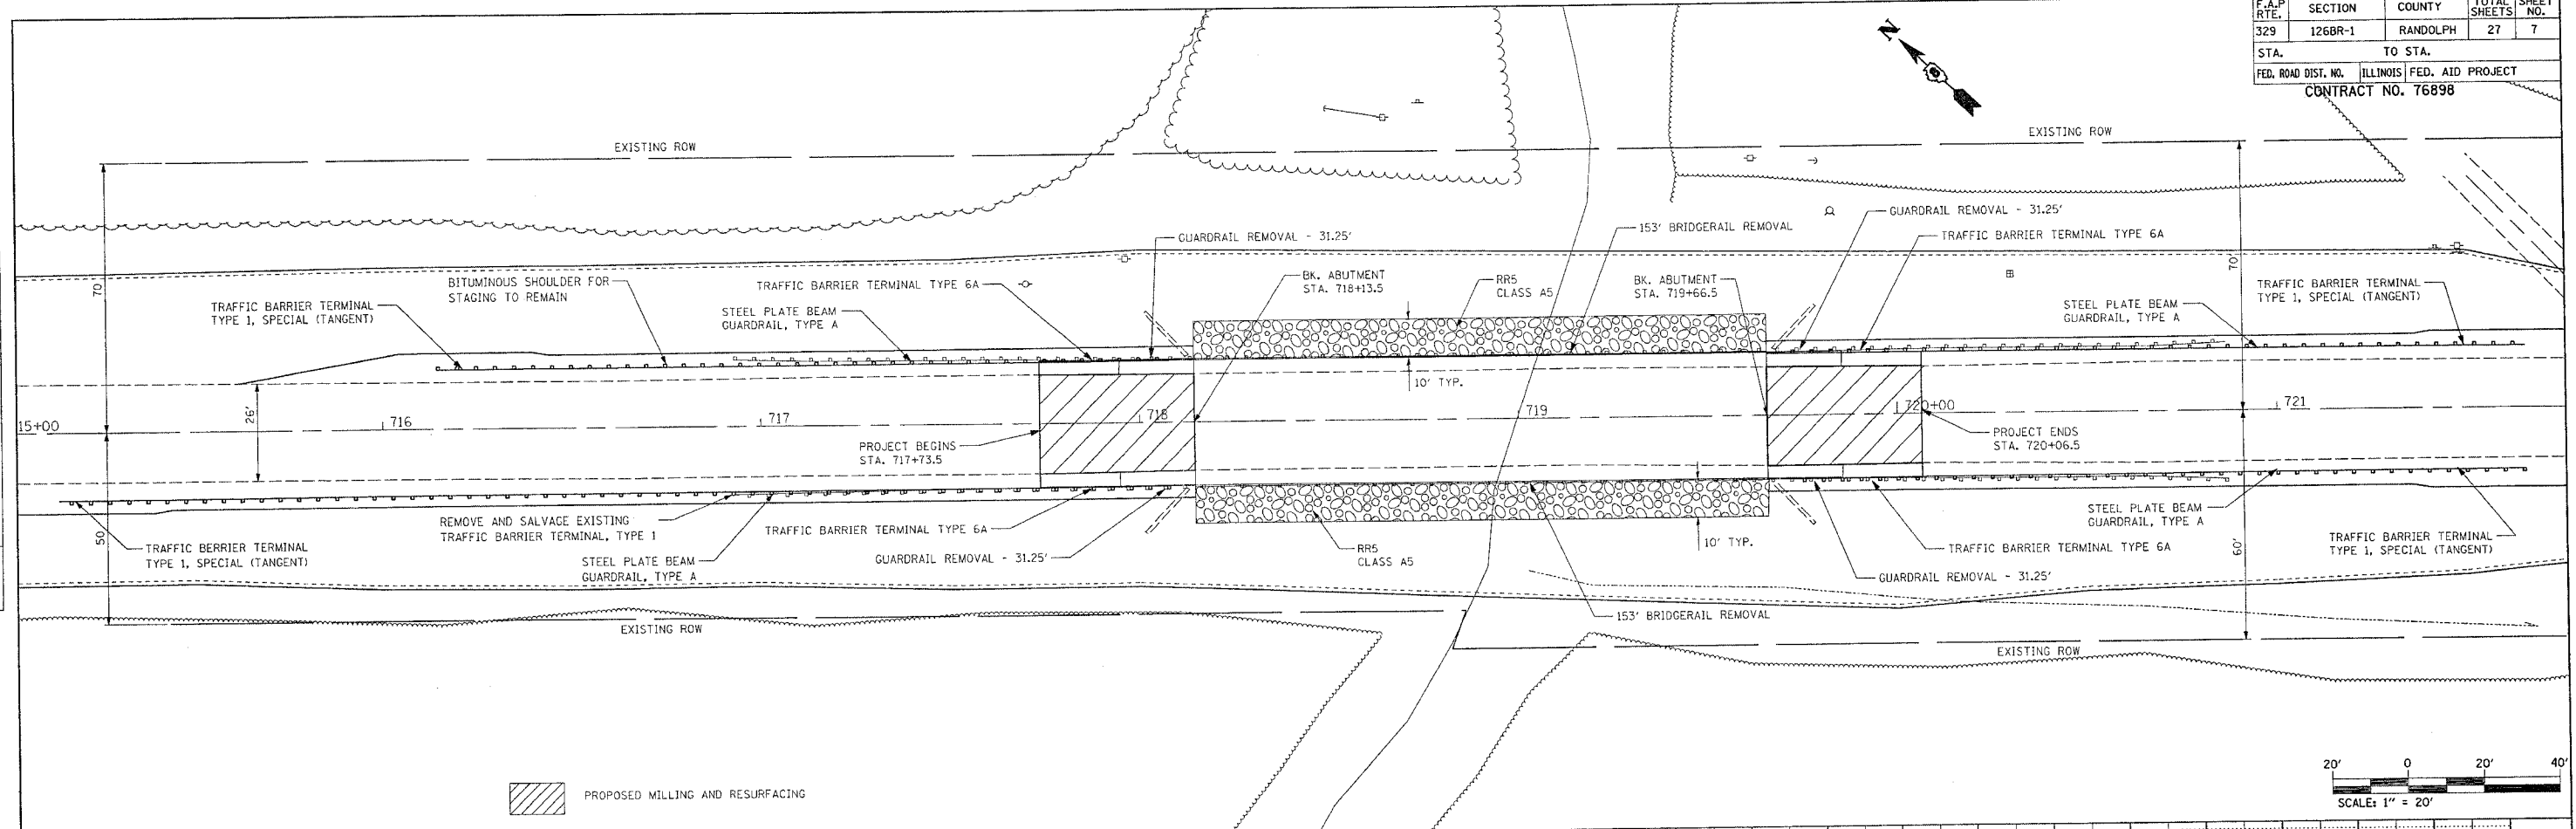 F.A.P. RTE. SECTION COUNTY TOTAL SHEETS SHEET NO.
329 126BR-1 RANDOLPH 27 7
STA. TO STA.
FED. ROAD DIST. NO. ILLINOIS FED. AID PROJECT
CONTRACT NO. 76898
N
EXISTING ROW
EXISTING ROW
70
70
GUARDRAIL REMOVAL - 31.25'
153' BRIDGERAIL REMOVAL
GUARDRAIL REMOVAL - 31.25'
TRAFFIC BARRIER TERMINAL TYPE 6A
TRAFFIC BARRIER TERMINAL
TYPE 1, SPECIAL (TANGENT)
BITUMINOUS SHOULDER FOR
STAGING TO REMAIN
TRAFFIC BARRIER TERMINAL TYPE 6A
STEEL PLATE BEAM
GUARDRAIL, TYPE A
BK. ABUTMENT
STA. 718+13.5
RR5
CLASS A5
BK. ABUTMENT
STA. 719+66.5
STEEL PLATE BEAM
GUARDRAIL, TYPE A
TRAFFIC BARRIER TERMINAL
TYPE 1, SPECIAL (TANGENT)
10' TYP.
26'
15+00
716
717
718
719
720+00
721
PROJECT BEGINS
STA. 717+73.5
PROJECT ENDS
STA. 720+06.5
50
TRAFFIC BERRIER TERMINAL
TYPE 1, SPECIAL (TANGENT)
REMOVE AND SALVAGE EXISTING
TRAFFIC BARRIER TERMINAL, TYPE 1
STEEL PLATE BEAM
GUARDRAIL, TYPE A
TRAFFIC BARRIER TERMINAL TYPE 6A
GUARDRAIL REMOVAL - 31.25'
RR5
CLASS A5
10' TYP.
STEEL PLATE BEAM
GUARDRAIL, TYPE A
TRAFFIC BARRIER TERMINAL TYPE 6A
GUARDRAIL REMOVAL - 31.25'
60'
TRAFFIC BARRIER TERMINAL
TYPE 1, SPECIAL (TANGENT)
153' BRIDGERAIL REMOVAL
EXISTING ROW
EXISTING ROW
PROPOSED MILLING AND RESURFACING
20' 0 20' 40'
SCALE: 1" = 20'